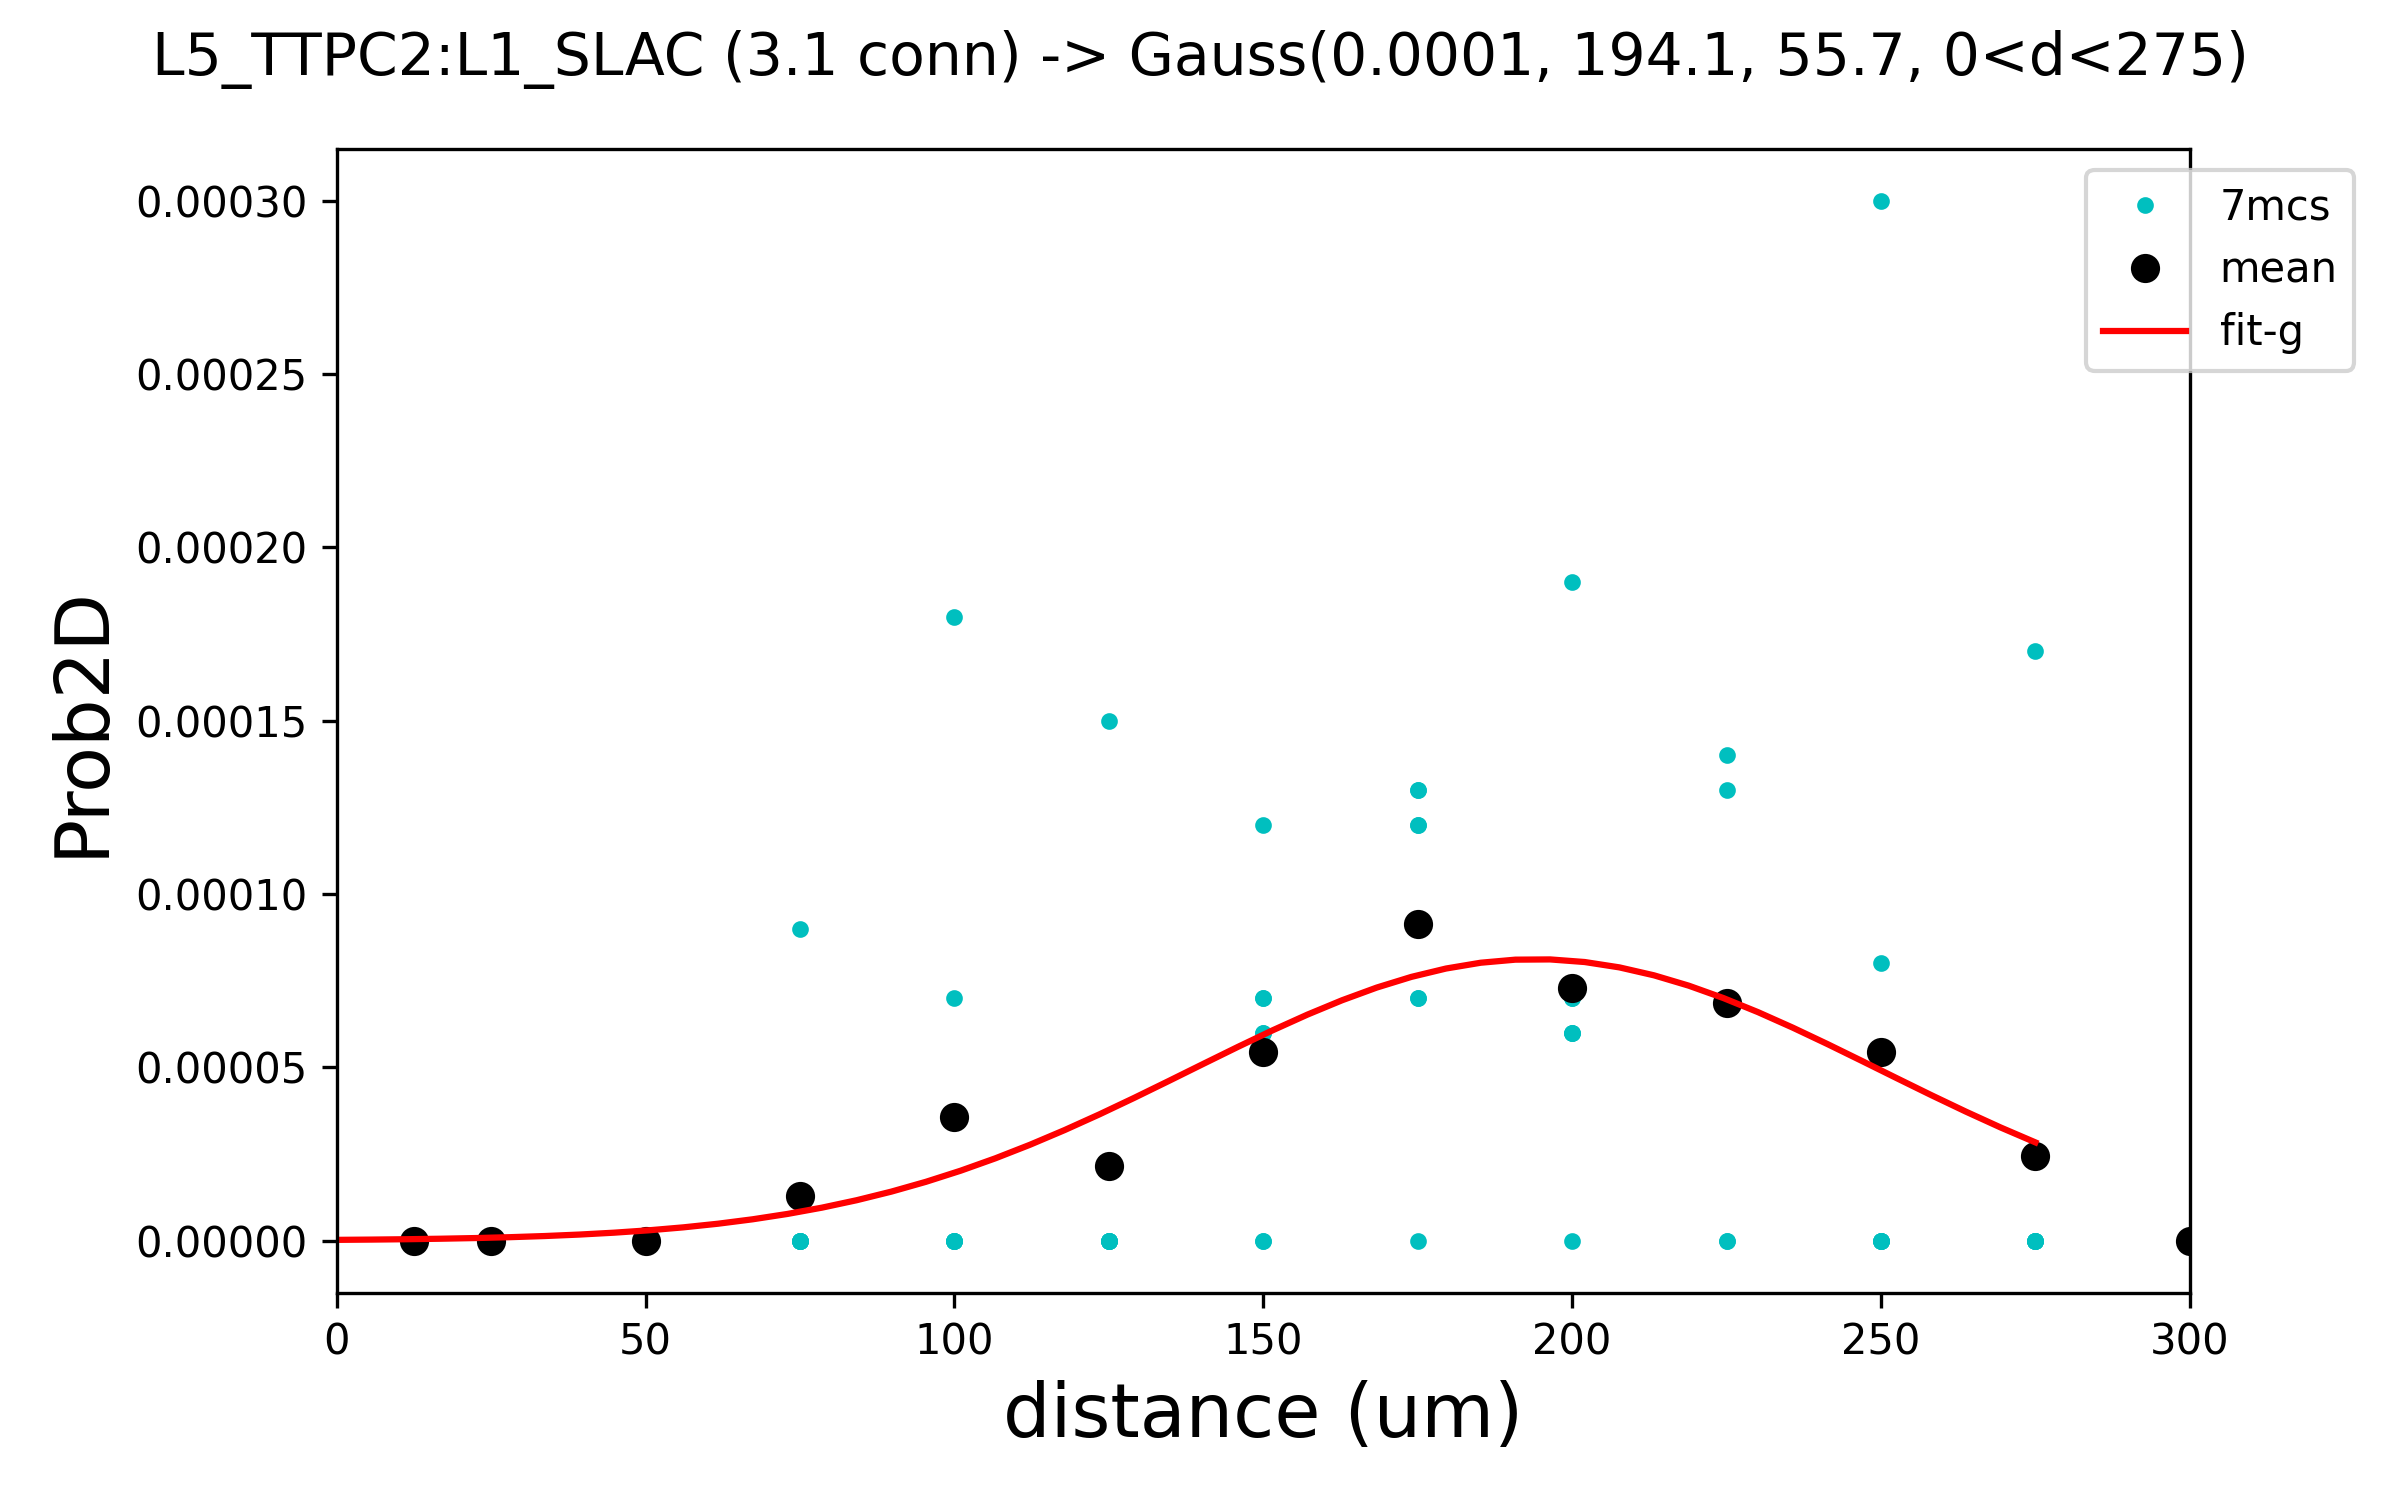 L5_TTPC2:L1_SLAC (3.1 conn) -> Gauss(0.0001, 194.1, 55.7, 0<d<275)
7mcs
mean
fit-g
Prob2D
0.00030
0.00025
0.00020
0.00015
0.00010
0.00005
0.00000
0 50 100 150 200 250 300
distance (um)